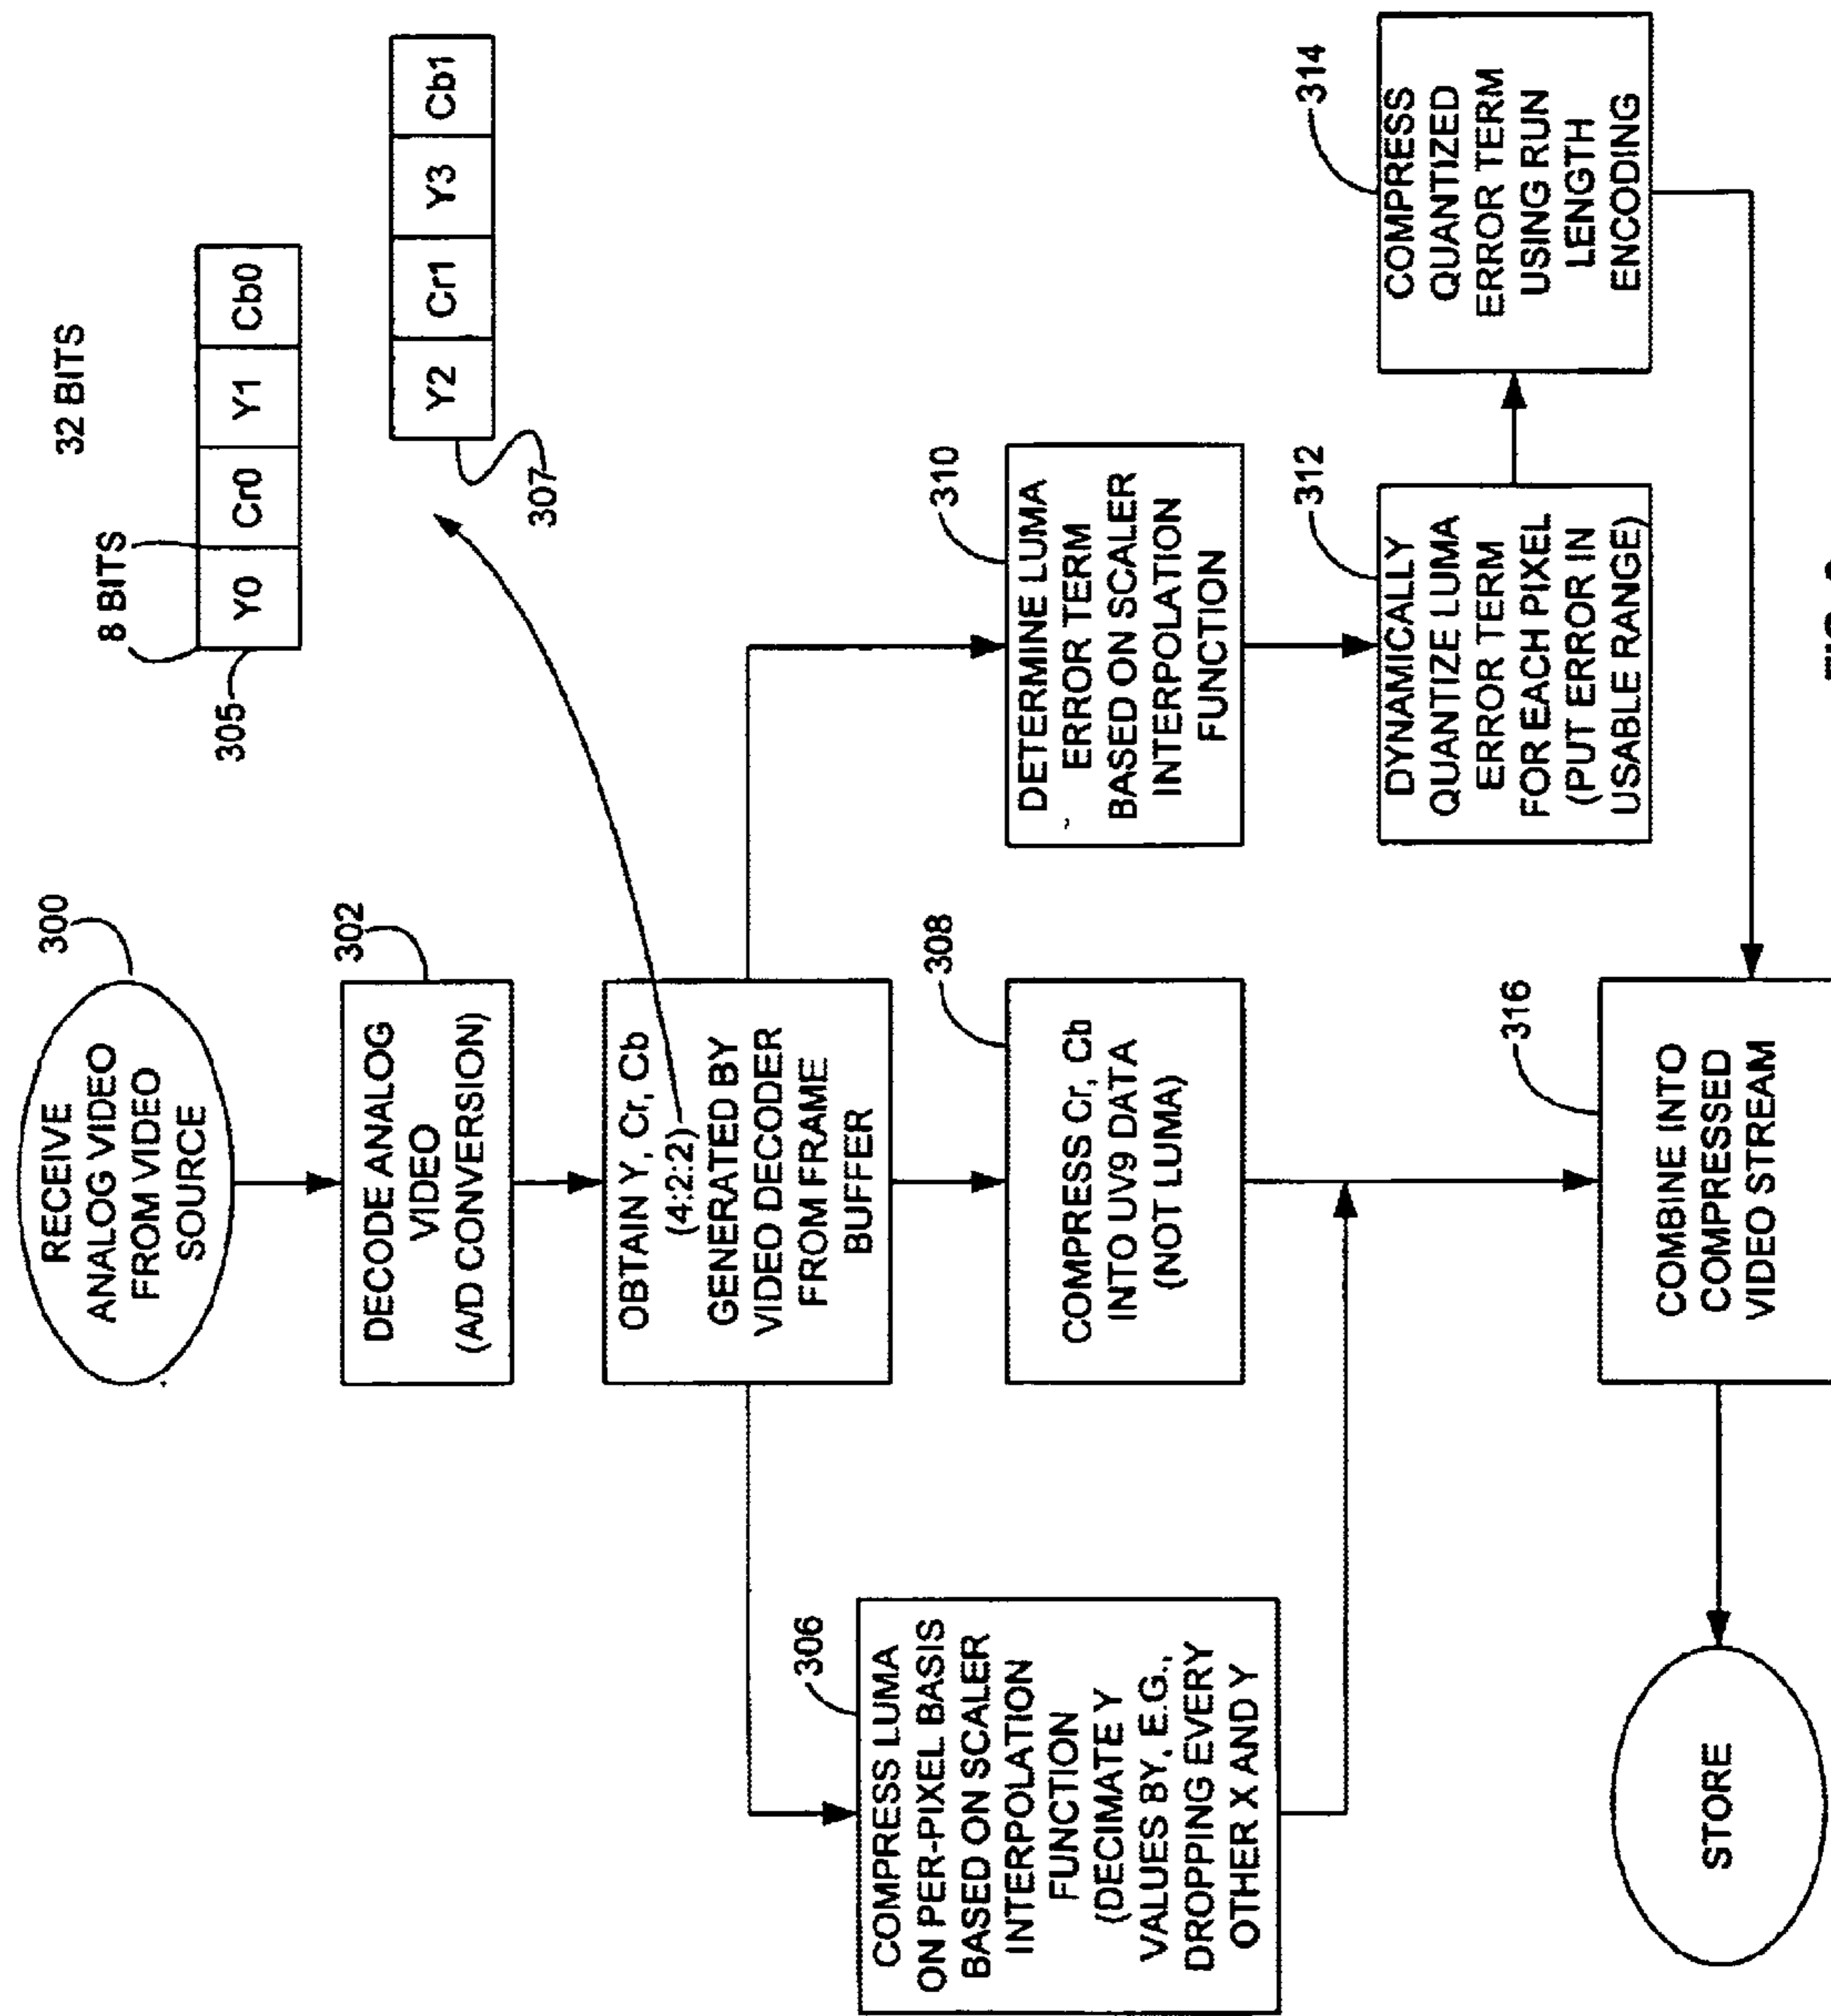 RECEIVE
ANALOG VIDEO
FROM VIDEO
SOURCE
300
DECODE ANALOG
VIDEO
(A/D CONVERSION)
302
OBTAIN Y, Cr, Cb
(4:2:2)
GENERATED BY
VIDEO DECODER
FROM FRAME
BUFFER
8 BITS
32 BITS
Y0 Cr0 Y1 Cb0
305
Y2 Cr1 Y3 Cb1
307
COMPRESS LUMA
ON PER-PIXEL BASIS
BASED ON SCALER
INTERPOLATION
FUNCTION
(DECIMATE Y
VALUES BY, E.G.,
DROPPING EVERY
OTHER X AND Y
306
COMPRESS Cr, Cb
INTO UV9 DATA
(NOT LUMA)
308
DETERMINE LUMA
ERROR TERM
BASED ON SCALER
INTERPOLATION
FUNCTION
310
DYNAMICALLY
QUANTIZE LUMA
ERROR TERM
FOR EACH PIXEL
(PUT ERROR IN
USABLE RANGE)
312
COMPRESS
QUANTIZED
ERROR TERM
USING RUN
LENGTH
ENCODING
314
COMBINE INTO
COMPRESSED
VIDEO STREAM
316
STORE